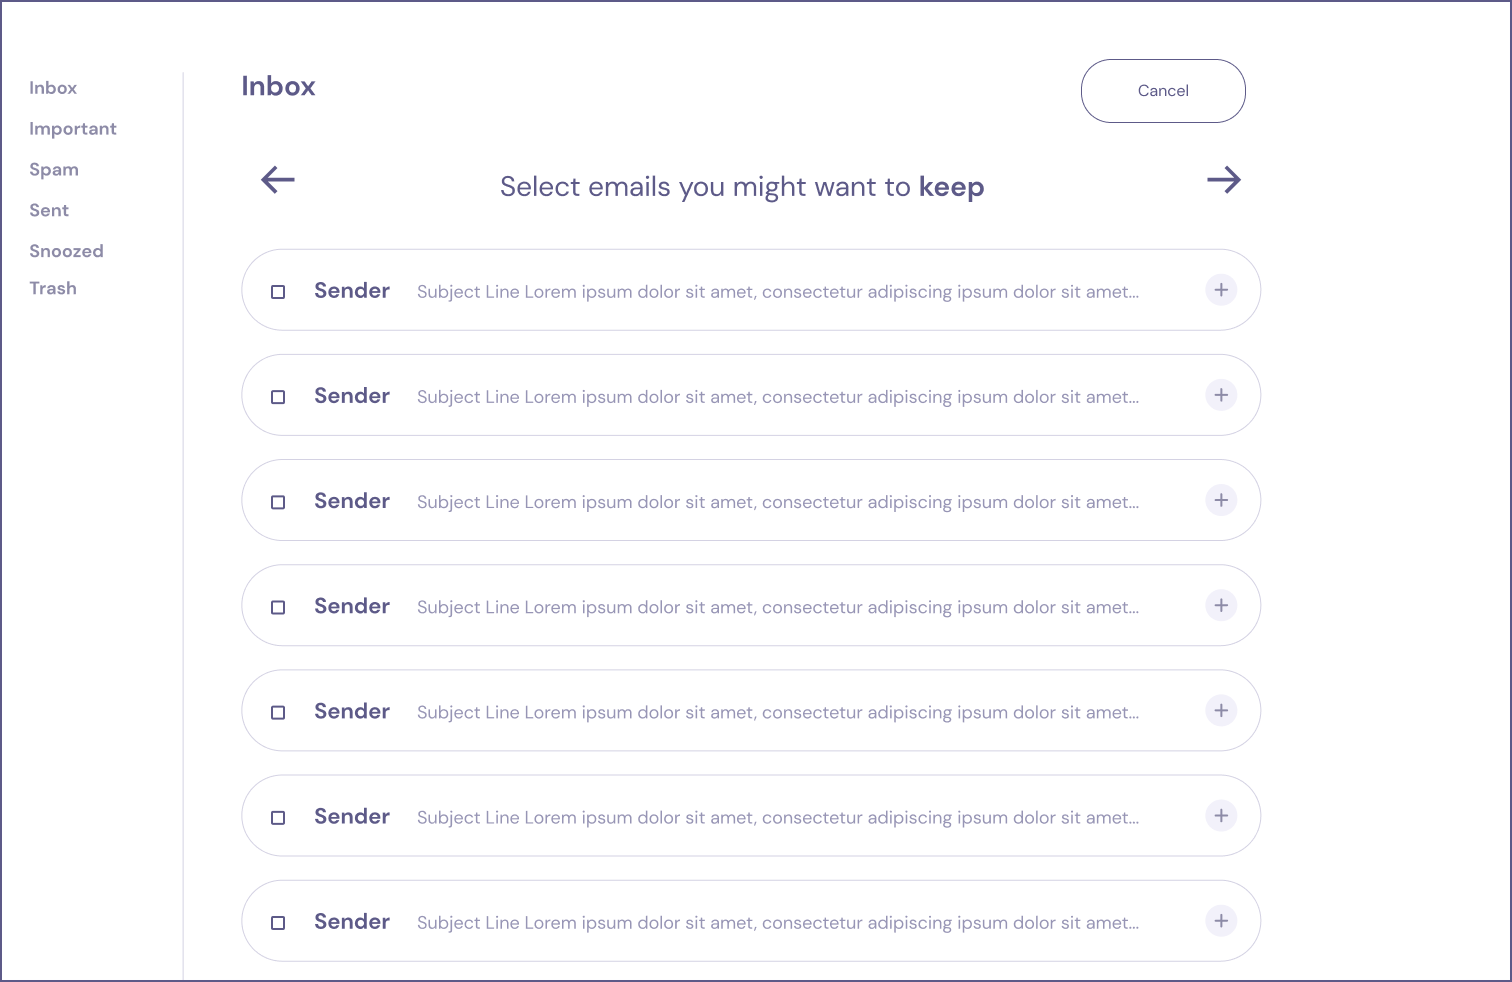 Inbox
Important
Spam
Sent
Snoozed
Trash
Inbox
Cancel
Select emails you might want to keep
Sender Subject Line Lorem ipsum dolor sit amet, consectetur adipiscing ipsum dolor sit amet...
Sender Subject Line Lorem ipsum dolor sit amet, consectetur adipiscing ipsum dolor sit amet...
Sender Subject Line Lorem ipsum dolor sit amet, consectetur adipiscing ipsum dolor sit amet...
Sender Subject Line Lorem ipsum dolor sit amet, consectetur adipiscing ipsum dolor sit amet...
Sender Subject Line Lorem ipsum dolor sit amet, consectetur adipiscing ipsum dolor sit amet...
Sender Subject Line Lorem ipsum dolor sit amet, consectetur adipiscing ipsum dolor sit amet...
Sender Subject Line Lorem ipsum dolor sit amet, consectetur adipiscing ipsum dolor sit amet...